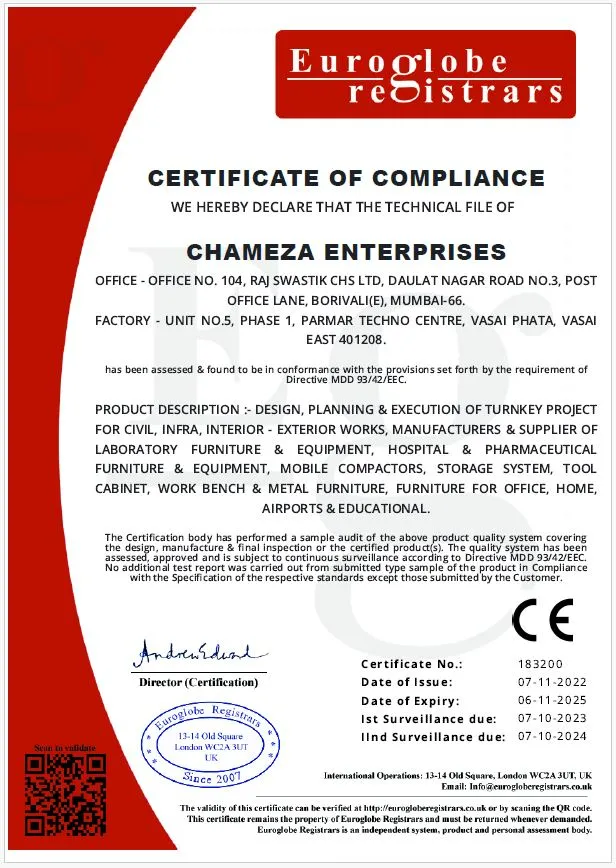 Euroglobe
registrars
CERTIFICATE OF COMPLIANCE
WE HEREBY DECLARE THAT THE TECHNICAL FILE OF
CHAMEZA ENTERPRISES
OFFICE - OFFICE NO. 104, RAJ SWASTIK CHS LTD, DAULAT NAGAR ROAD NO.3, POST
OFFICE LANE, BORIVALI(E), MUMBAI-66.
FACTORY - UNIT NO.5, PHASE 1, PARMAR TECHNO CENTRE, VASAI PHATA, VASAI
EAST 401208.
has been assessed & found to be in conformance with the provisions set forth by the requirement of
Directive MDD 93/42/EEC.
PRODUCT DESCRIPTION :- DESIGN, PLANNING & EXECUTION OF TURNKEY PROJECT
FOR CIVIL, INFRA, INTERIOR - EXTERIOR WORKS, MANUFACTURERS & SUPPLIER OF
LABORATORY FURNITURE & EQUIPMENT, HOSPITAL & PHARMACEUTICAL
FURNITURE & EQUIPMENT, MOBILE COMPACTORS, STORAGE SYSTEM, TOOL
CABINET, WORK BENCH & METAL FURNITURE, FURNITURE FOR OFFICE, HOME,
AIRPORTS & EDUCATIONAL.
The Certification body has performed a sample audit of the above product quality system covering
the design, manufacture & final inspection or the certified product(s). The quality system has been
assessed, approved and is subject to continuous surveillance according to Directive MDD 93/42/EEC.
No additional test report was carried out from submitted type sample of the product in Compliance
with the Specification of the respective standards except those submitted by the Customer.
CE
Andrew Edward
Director (Certification)
Certificate No.: 183200
Date of Issue: 07-11-2022
Date of Expiry: 06-11-2025
Ist Surveillance due: 07-10-2023
IInd Surveillance due: 07-10-2024
Euroglobe Registrars
13-14 Old Square
London WC2A 3UT
UK
Since 2007
Scan to validate
International Operations: 13-14 Old Square, London WC2A 3UT, UK
Email: Info@eurogloberegistrars.co.uk
The validity of this certificate can be verified at http://eurogloberegistrars.co.uk or by scaning the QR code.
This certificate remains the property of Euroglobe Registrars and must be returned whenever demanded.
Euroglobe Registrars is an independent system, product and personal assessment body.